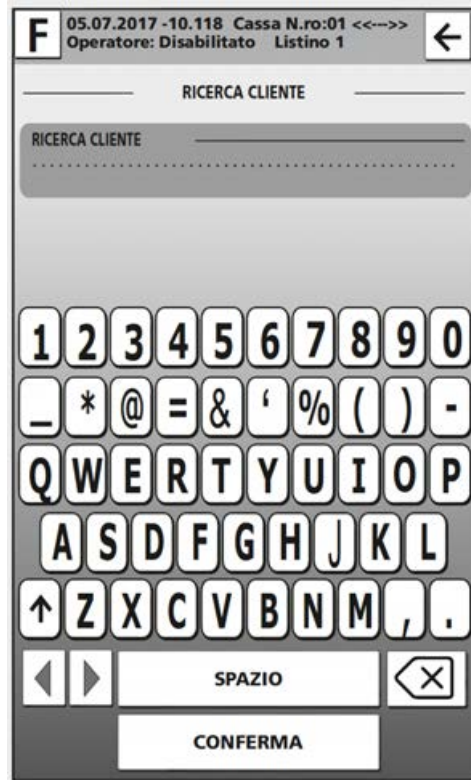 F 05.07.2017 -10.118 Cassa N.ro:01 <<--->>
Operatore: Disabilitato Listino 1
RICERCA CLIENTE
RICERCA CLIENTE
1 2 3 4 5 6 7 8 9 0
_ * @ = & ‘ % ( ) -
Q W E R T Y U I O P
A S D F G H J K L
Z X C V B N M , .
SPAZIO
CONFERMA